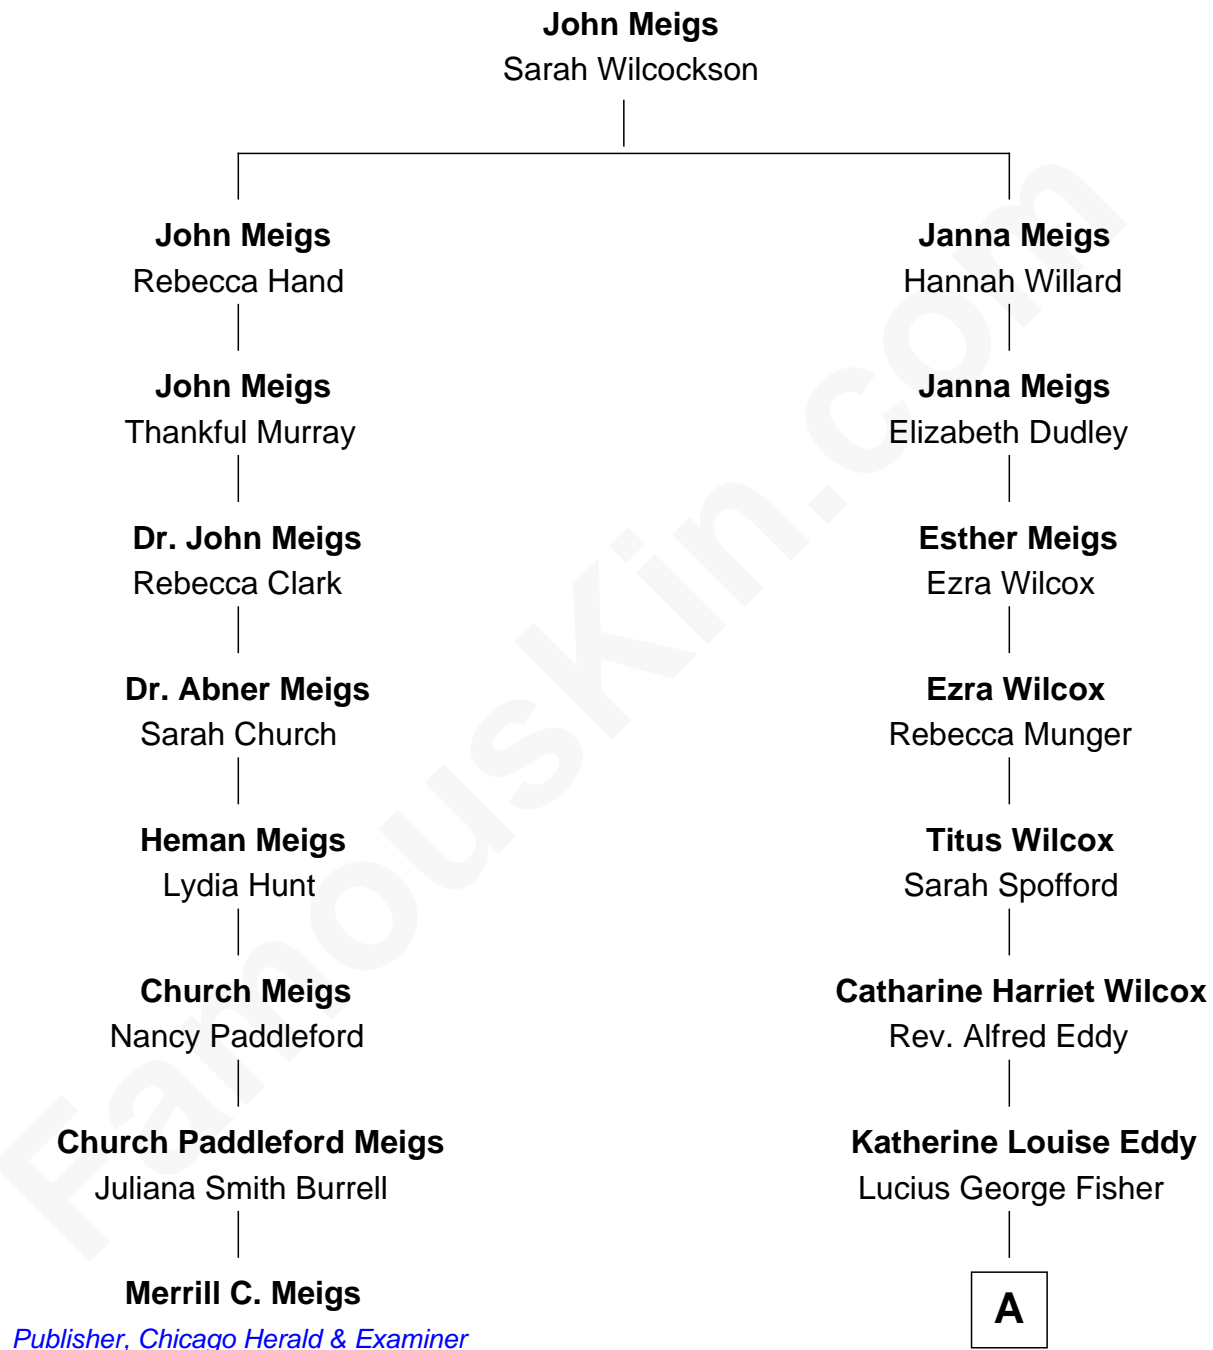 John Meigs
Sarah Wilcockson
John Meigs
Rebecca Hand
Janna Meigs
Hannah Willard
John Meigs
Thankful Murray
Janna Meigs
Elizabeth Dudley
Dr. John Meigs
Rebecca Clark
Esther Meigs
Ezra Wilcox
Dr. Abner Meigs
Sarah Church
Ezra Wilcox
Rebecca Munger
Heman Meigs
Lydia Hunt
Titus Wilcox
Sarah Spofford
Church Meigs
Nancy Paddleford
Catharine Harriet Wilcox
Rev. Alfred Eddy
Church Paddleford Meigs
Juliana Smith Burrell
Katherine Louise Eddy
Lucius George Fisher
Merrill C. Meigs
Publisher, Chicago Herald & Examiner
A
FamousKin.com